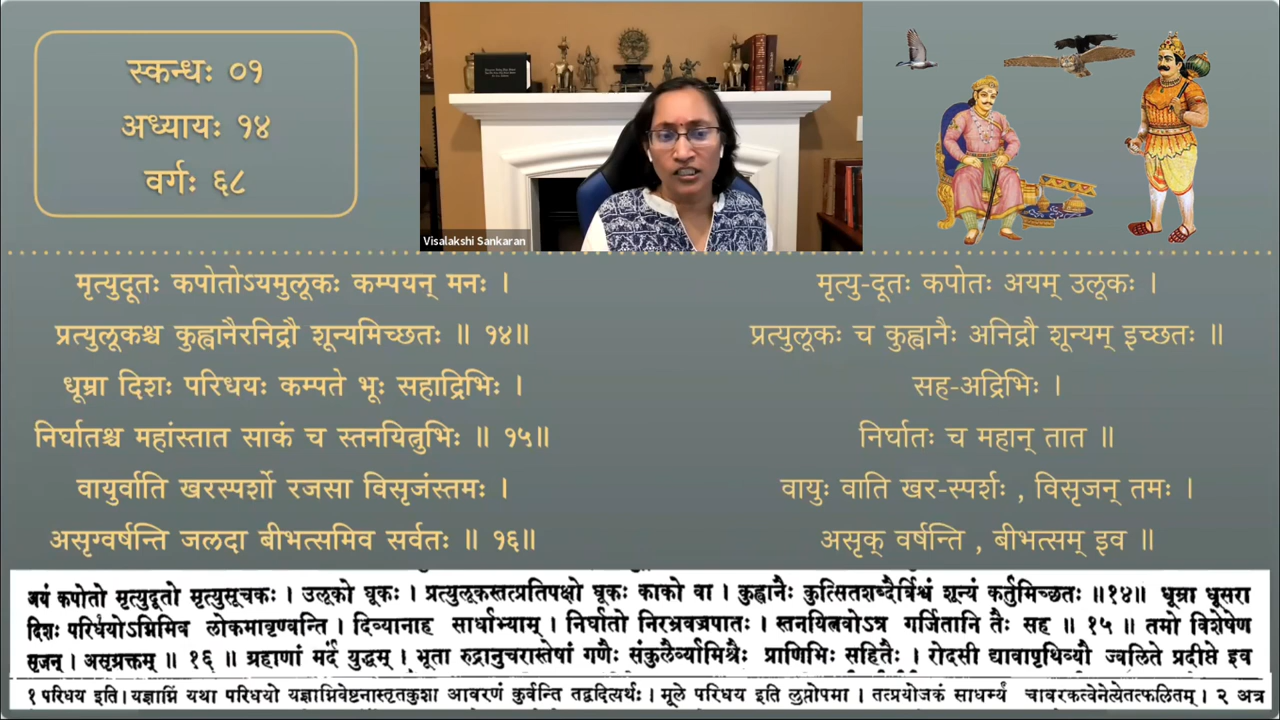 स्कन्धः ०१
अध्यायः १४
वर्गः ६८
Visalakshi Sankaran
मृत्युदूतः कपोतोऽयमुलूकः कम्पयन् मनः ।
प्रत्युलूकश्च कुह्वानैरनिद्रौ शून्यमिच्छतः ॥ १४॥
धूम्रा दिशः परिधयः कम्पते भूः सहाद्रिभिः ।
निर्घातश्च महांस्तात साकं च स्तनयित्नुभिः ॥ १५॥
वायुर्वाति खरस्पर्शो रजसा विसृजंस्तमः ।
असृग्वर्षन्ति जलदा बीभत्समिव सर्वतः ॥ १६॥
मृत्यु-दूतः कपोतः अयम् उलूकः ।
प्रत्युलूकः च कुह्वानैः अनिद्रौ शून्यम् इच्छतः ॥
सह-अद्रिभिः ।
निर्घातः च महान् तात ॥
वायुः वाति खर-स्पर्शः , विसृजन् तमः ।
असृक् वर्षन्ति , बीभत्सम् इव ॥
अयं कपोतो मृत्युदूतो मृत्युसूचकः । उलूको घूकः । प्रत्युलूकस्तत्प्रतिपक्षो घूकः काको वा । कुह्वानैः कुत्सितशब्दैर्विश्वं शून्यं कर्तुमिच्छतः ॥१४॥ धूम्रा धूसरा
दिशः परिधयोऽग्निमिव लोकमावृण्वन्ति । दिव्यानाह सार्धाभ्याम् । निर्घातो निरभ्रवज्रपातः । स्तनयित्नवोऽत्र गर्जितानि तैः सह ॥ १५ ॥ तमो विशेषेण
सृजन् । असृग्रक्तम् ॥ १६ ॥ ग्रहाणां मर्दं युद्धम् । भूता रुद्रानुचरास्तेषां गणैः संकुलैर्व्यामिश्रैः प्राणिभिः सहितैः । रोदसी द्यावापृथिव्यौ ज्वलिते प्रदीप्ते इव
१ परिधय इति । यज्ञाग्निं यथा परिधयो यज्ञाग्निवेष्टनास्तृतकुशा आवरणं कुर्वन्ति तद्वदित्यर्थः । मूले परिधय इति लुप्तोपमा । तत्प्रयोजकं साधर्म्यं चावरकत्वेनेत्येतत्फलितम् । २ अत्र